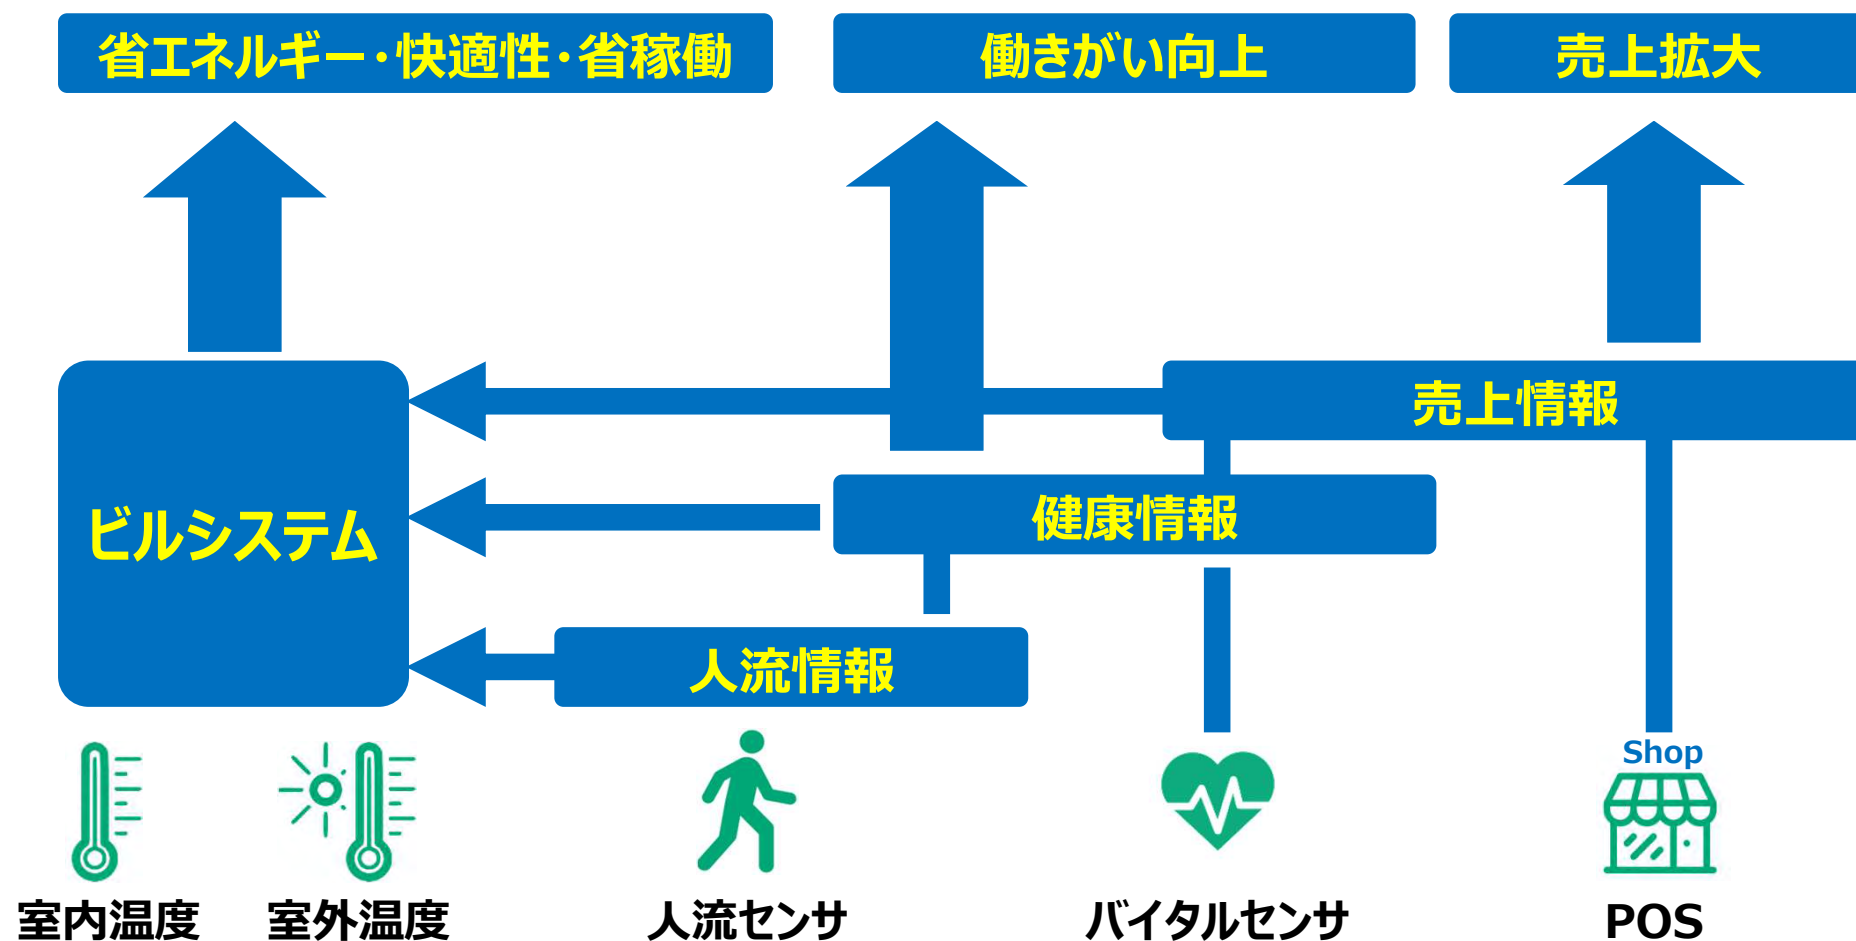 省エネルギー・快適性・省稼働
働きがい向上
売上拡大
売上情報
健康情報
ビルシステム
人流情報
Shop
室内温度
室外温度
人流センサ
バイタルセンサ
POS